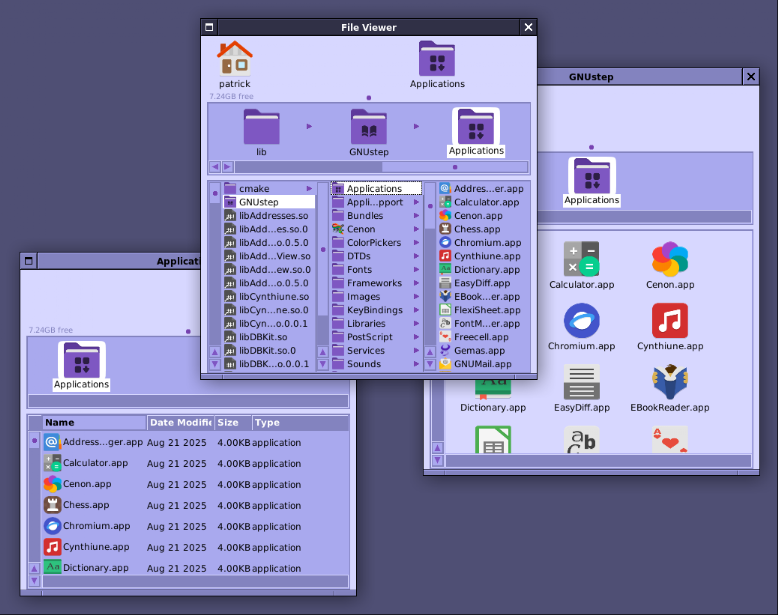 File Viewer
patrick
Applications
7.24GB free
lib
GNUstep
Applications
cmake
GNUstep
libAddresses.so
libAdd...es.so.0
libAdd...o.0.5.0
libAdd...View.so
libAdd...ew.so.0
libAdd...o.0.5.0
libCynthiune.so
libCyn...ne.so.0
libCyn...0.0.1
libDBKit.so
libDBKit.so.0
libDBK...o.0.0.1
Applications
Appli...pport
Bundles
Cenon
ColorPickers
DTDs
Fonts
Frameworks
Images
KeyBindings
Libraries
PostScript
Services
Sounds
Addres...er.app
Calculator.app
Cenon.app
Chess.app
Chromium.app
Cynthiune.app
Dictionary.app
EasyDiff.app
EBook...er.app
FlexiSheet.app
FontM...er.app
Freecell.app
Gemas.app
GNUMail.app
GNUstep
Applications
Calculator.app
Cenon.app
Chromium.app
Cynthiune.app
Dictionary.app
EasyDiff.app
EBookReader.app
Applicati
7.24GB free
Applications
Name Date Modifie Size Type
Address...ger.app Aug 21 2025 4.00KB application
Calculator.app Aug 21 2025 4.00KB application
Cenon.app Aug 21 2025 4.00KB application
Chess.app Aug 21 2025 4.00KB application
Chromium.app Aug 21 2025 4.00KB application
Cynthiune.app Aug 21 2025 4.00KB application
Dictionary.app Aug 21 2025 4.00KB application